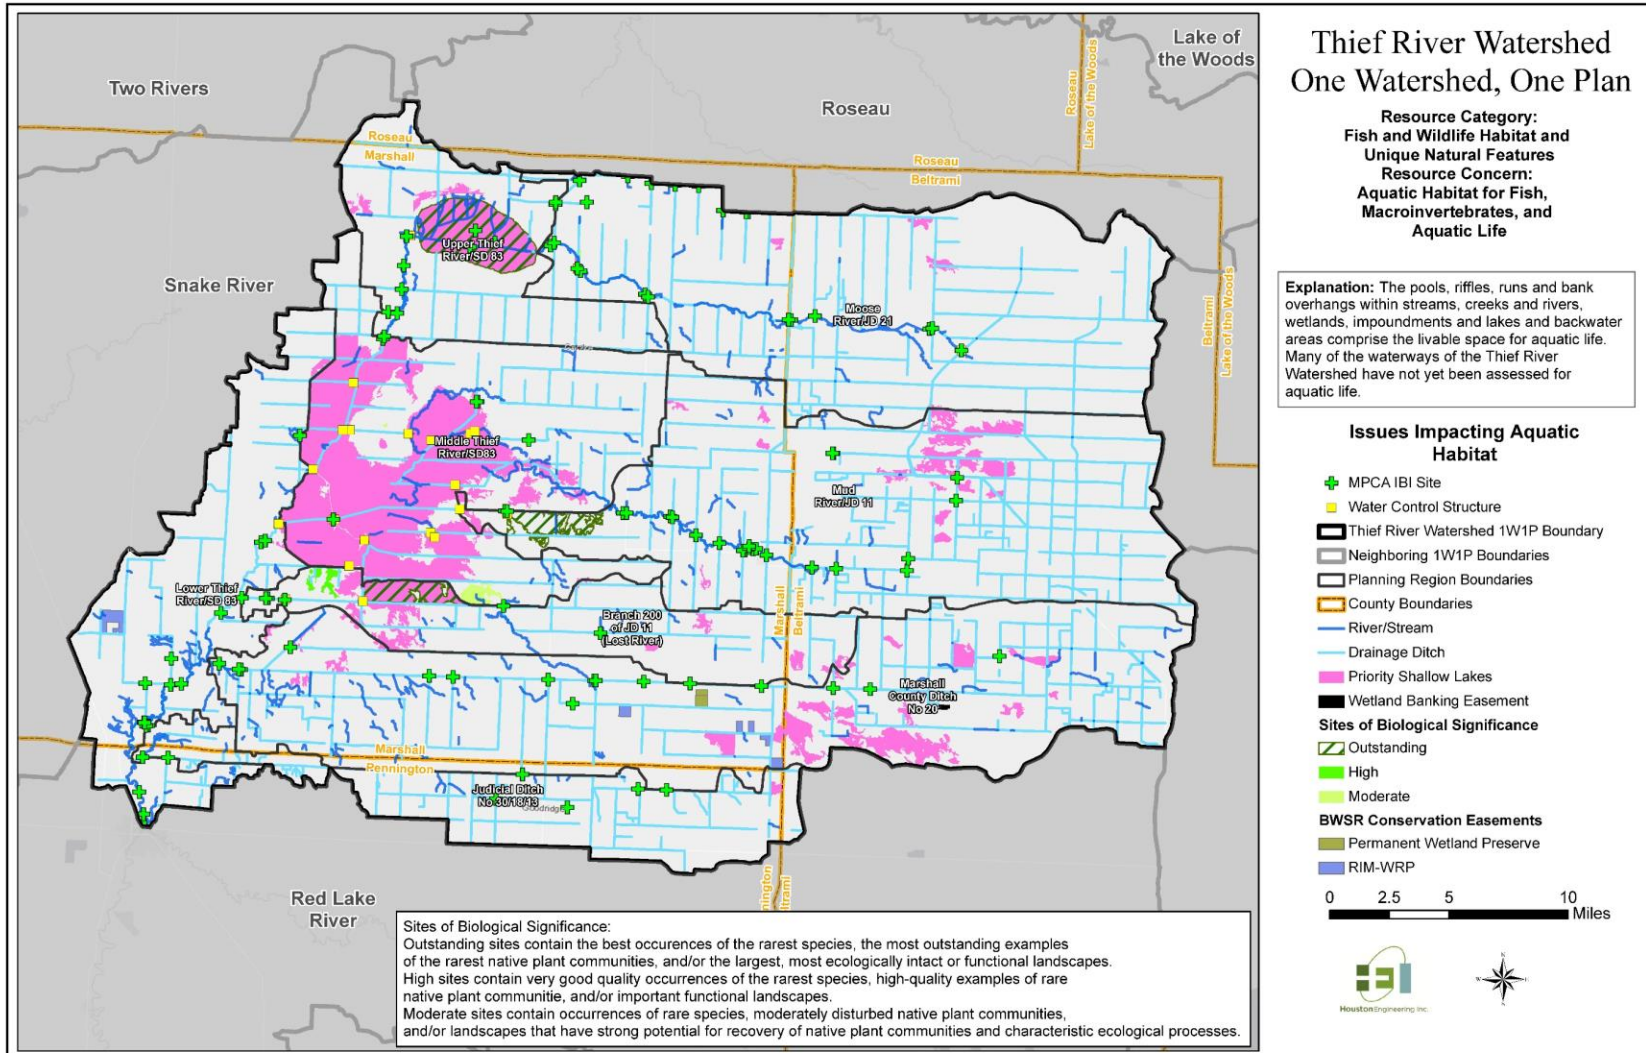 Thief River Watershed
One Watershed, One Plan
Resource Category:
Fish and Wildlife Habitat and
Unique Natural Features
Resource Concern:
Aquatic Habitat for Fish,
Macroinvertebrates, and
Aquatic Life
Explanation: The pools, riffles, runs and bank
overhangs within streams, creeks and rivers,
wetlands, impoundments and lakes and backwater
areas comprise the livable space for aquatic life.
Many of the waterways of the Thief River
Watershed have not yet been assessed for
aquatic life.
Issues Impacting Aquatic
Habitat
MPCA IBI Site
Water Control Structure
Thief River Watershed 1W1P Boundary
Neighboring 1W1P Boundaries
Planning Region Boundaries
County Boundaries
River/Stream
Drainage Ditch
Priority Shallow Lakes
Wetland Banking Easement
Sites of Biological Significance
Outstanding
High
Moderate
BWSR Conservation Easements
Permanent Wetland Preserve
RIM-WRP
0 2.5 5 10
Miles
HoustonEngineering Inc.
N
Lake of
the Woods
Two Rivers
Roseau
Roseau
Lake of the Woods
Roseau
Marshall
Roseau
Beltrami
Snake River
Upper Thief
River/SD 83
Moose
River/JD 21
Beltrami
Lake of the Woods
Middle Thief
River/SD83
Mud
River/JD 11
Lower Thief
River/SD 83
Branch 200
of JD 11
(Lost River)
Marshall
Beltrami
Marshall
County Ditch
No 20
Marshall
Pennington
Judicial Ditch
No 30/18/13
Goodridge
nington
ltrami
Red Lake
River
Sites of Biological Significance:
Outstanding sites contain the best occurences of the rarest species, the most outstanding examples
of the rarest native plant communities, and/or the largest, most ecologically intact or functional landscapes.
High sites contain very good quality occurrences of the rarest species, high-quality examples of rare
native plant communitie, and/or important functional landscapes.
Moderate sites contain occurrences of rare species, moderately disturbed native plant communities,
and/or landscapes that have strong potential for recovery of native plant communities and characteristic ecological processes.